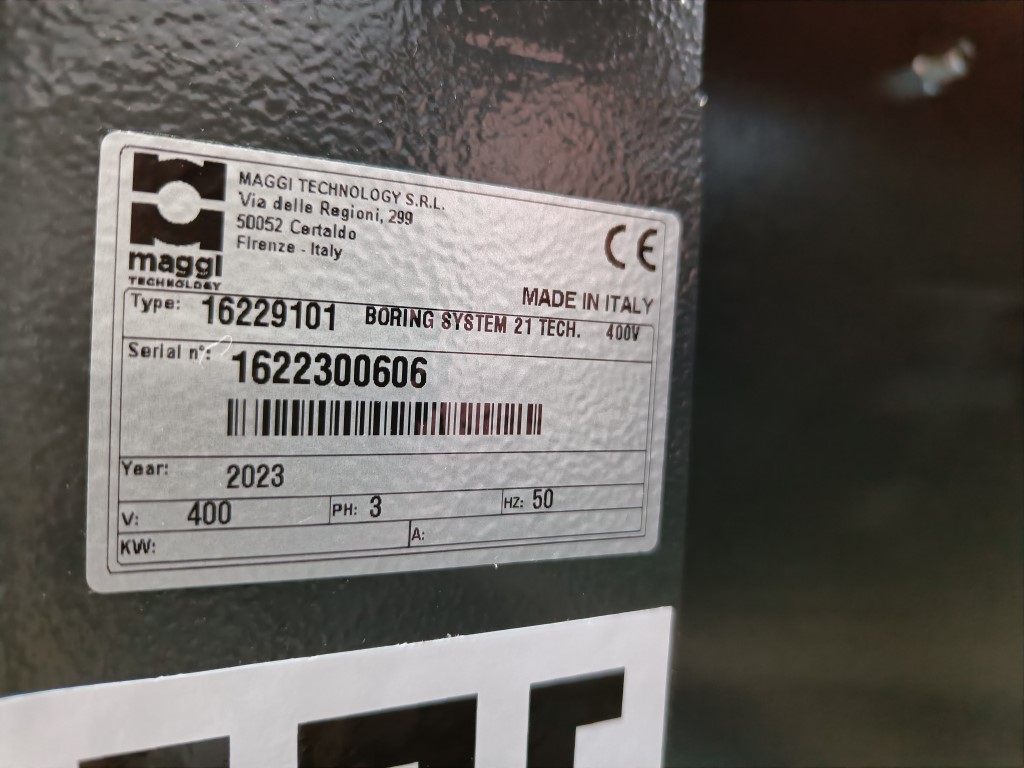 maggi
TECHNOLOGY
MAGGI TECHNOLOGY S.R.L.
Via delle Regioni, 299
50052 Certaldo
Firenze - Italy
CE
MADE IN ITALY
Type: 16229101 BORING SYSTEM 21 TECH. 400V
Serial n°: 1622300606
Year: 2023
V: 400 PH: 3 HZ: 50
KW: A: